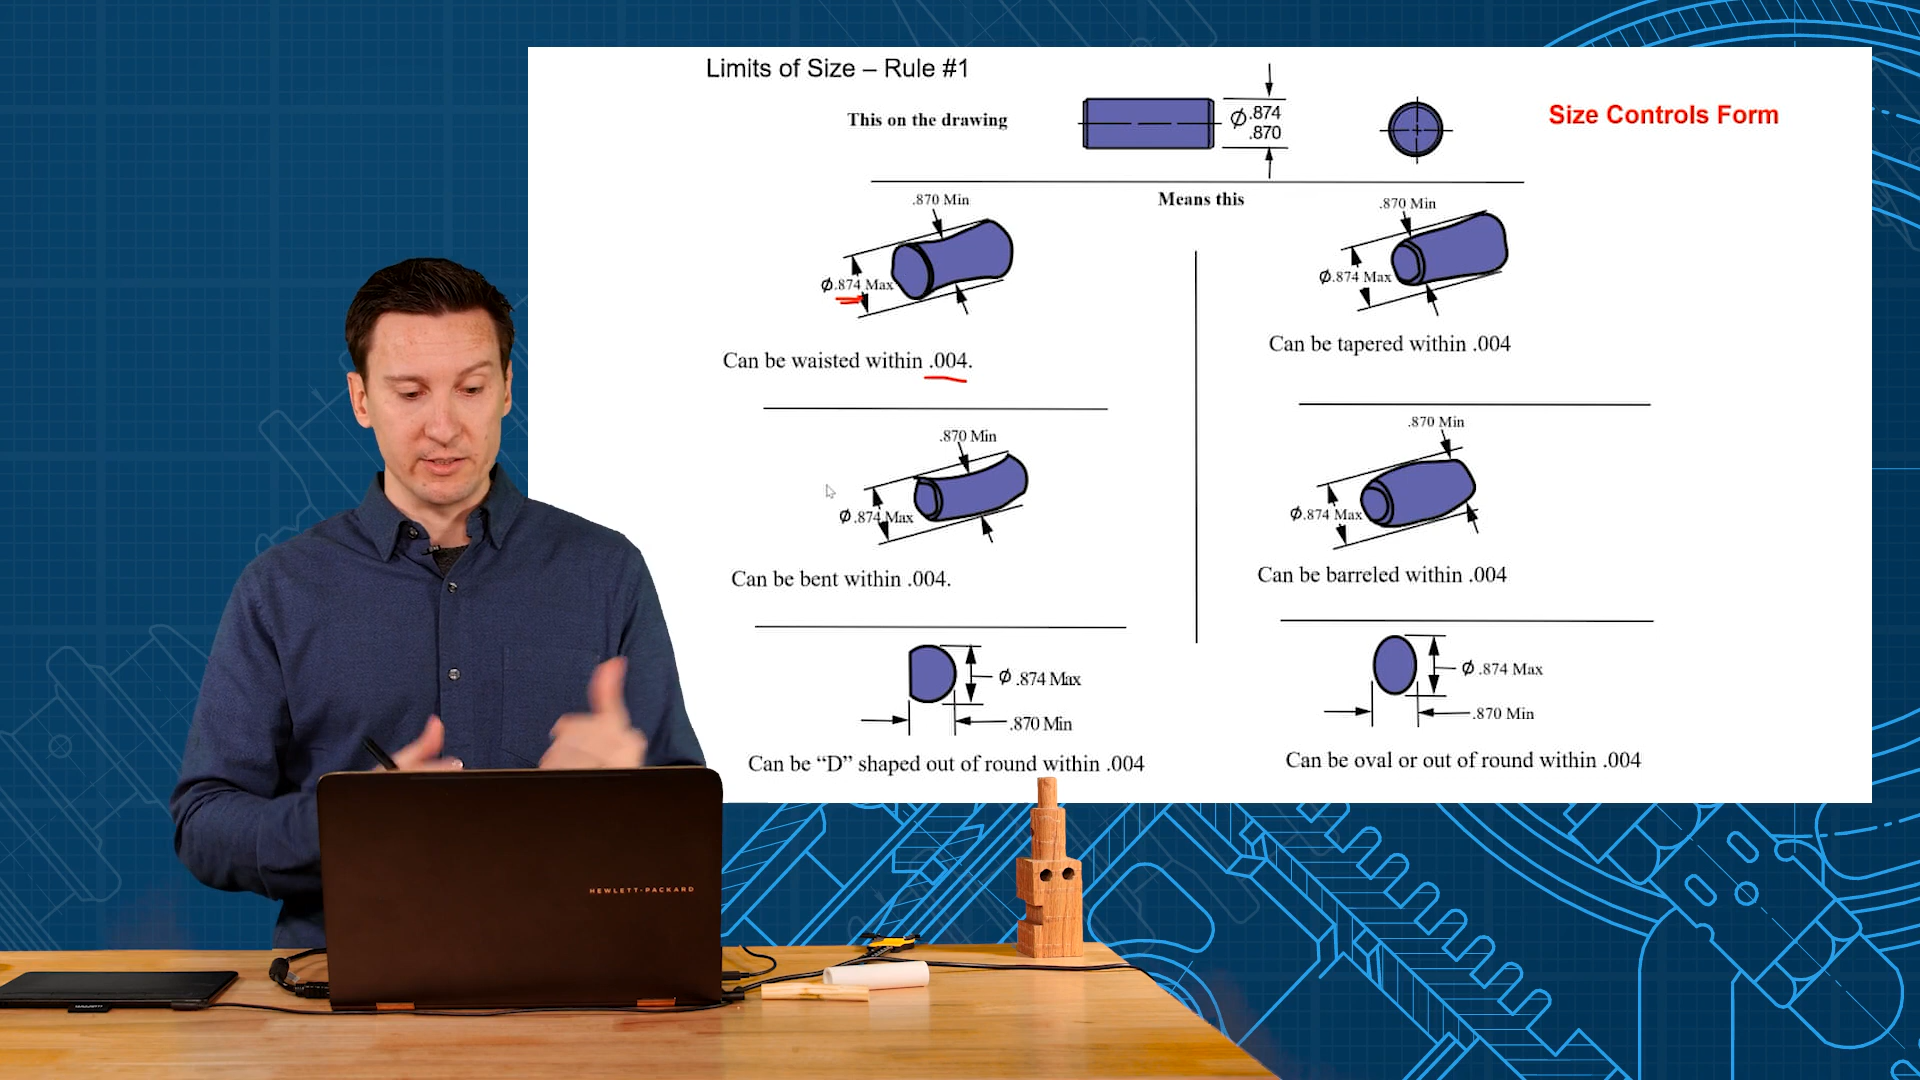 Limits of Size – Rule #1
This on the drawing
Ø.874
.870
Size Controls Form
Means this
.870 Min
Ø.874 Max
Can be waisted within .004.
.870 Min
Ø.874 Max
Can be tapered within .004
.870 Min
Ø.874 Max
Can be bent within .004.
.870 Min
Ø.874 Max
Can be barreled within .004
Ø .874 Max
.870 Min
Can be “D” shaped out of round within .004
Ø .874 Max
.870 Min
Can be oval or out of round within .004
HEWLETT-PACKARD